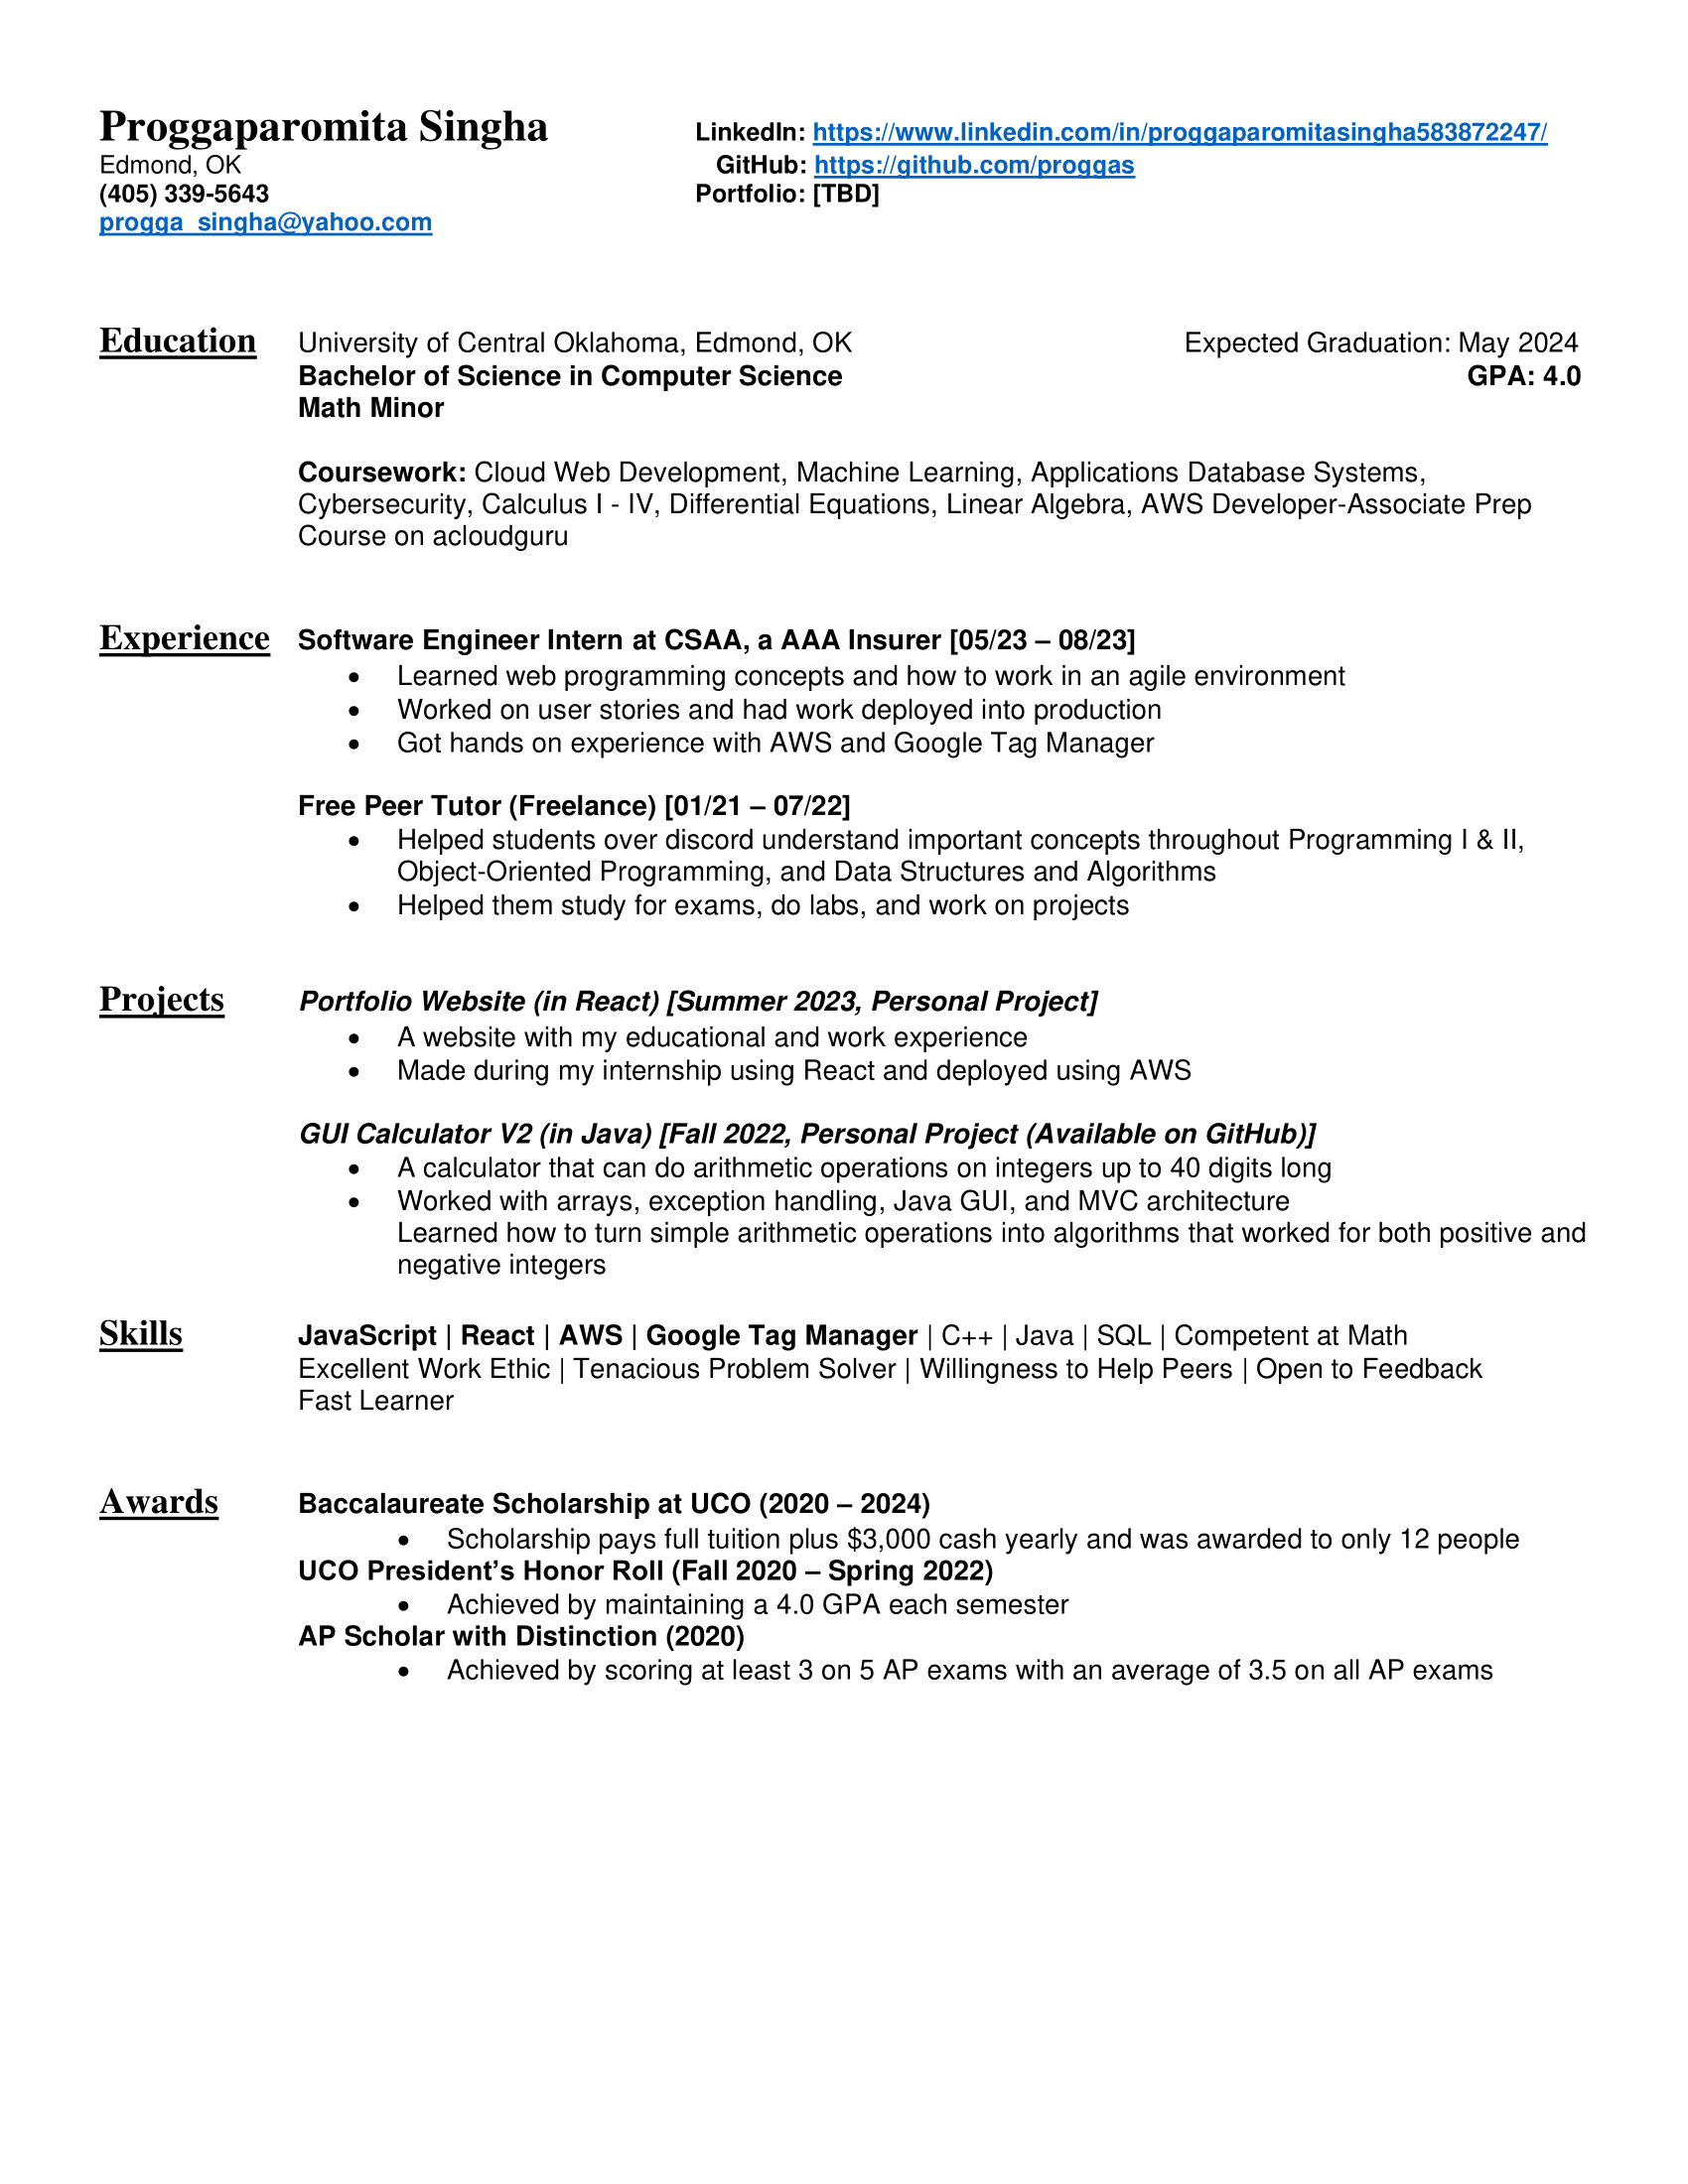 Proggaparomita Singha LinkedIn: https://www.linkedin.com/in/proggaparomitasingha583872247/
Edmond, OK GitHub: https://github.com/proggas
(405) 339-5643 Portfolio: [TBD]
progga_singha@yahoo.com
Education University of Central Oklahoma, Edmond, OK Expected Graduation: May 2024
Bachelor of Science in Computer Science GPA: 4.0
Math Minor
Coursework: Cloud Web Development, Machine Learning, Applications Database Systems,
Cybersecurity, Calculus I - IV, Differential Equations, Linear Algebra, AWS Developer-Associate Prep
Course on acloudguru
Experience Software Engineer Intern at CSAA, a AAA Insurer [05/23 – 08/23]
• Learned web programming concepts and how to work in an agile environment
• Worked on user stories and had work deployed into production
• Got hands on experience with AWS and Google Tag Manager
Free Peer Tutor (Freelance) [01/21 – 07/22]
• Helped students over discord understand important concepts throughout Programming I & II,
Object-Oriented Programming, and Data Structures and Algorithms
• Helped them study for exams, do labs, and work on projects
Projects Portfolio Website (in React) [Summer 2023, Personal Project]
• A website with my educational and work experience
• Made during my internship using React and deployed using AWS
GUI Calculator V2 (in Java) [Fall 2022, Personal Project (Available on GitHub)]
• A calculator that can do arithmetic operations on integers up to 40 digits long
• Worked with arrays, exception handling, Java GUI, and MVC architecture
Learned how to turn simple arithmetic operations into algorithms that worked for both positive and
negative integers
Skills JavaScript | React | AWS | Google Tag Manager | C++ | Java | SQL | Competent at Math
Excellent Work Ethic | Tenacious Problem Solver | Willingness to Help Peers | Open to Feedback
Fast Learner
Awards Baccalaureate Scholarship at UCO (2020 – 2024)
• Scholarship pays full tuition plus $3,000 cash yearly and was awarded to only 12 people
UCO President’s Honor Roll (Fall 2020 – Spring 2022)
• Achieved by maintaining a 4.0 GPA each semester
AP Scholar with Distinction (2020)
• Achieved by scoring at least 3 on 5 AP exams with an average of 3.5 on all AP exams